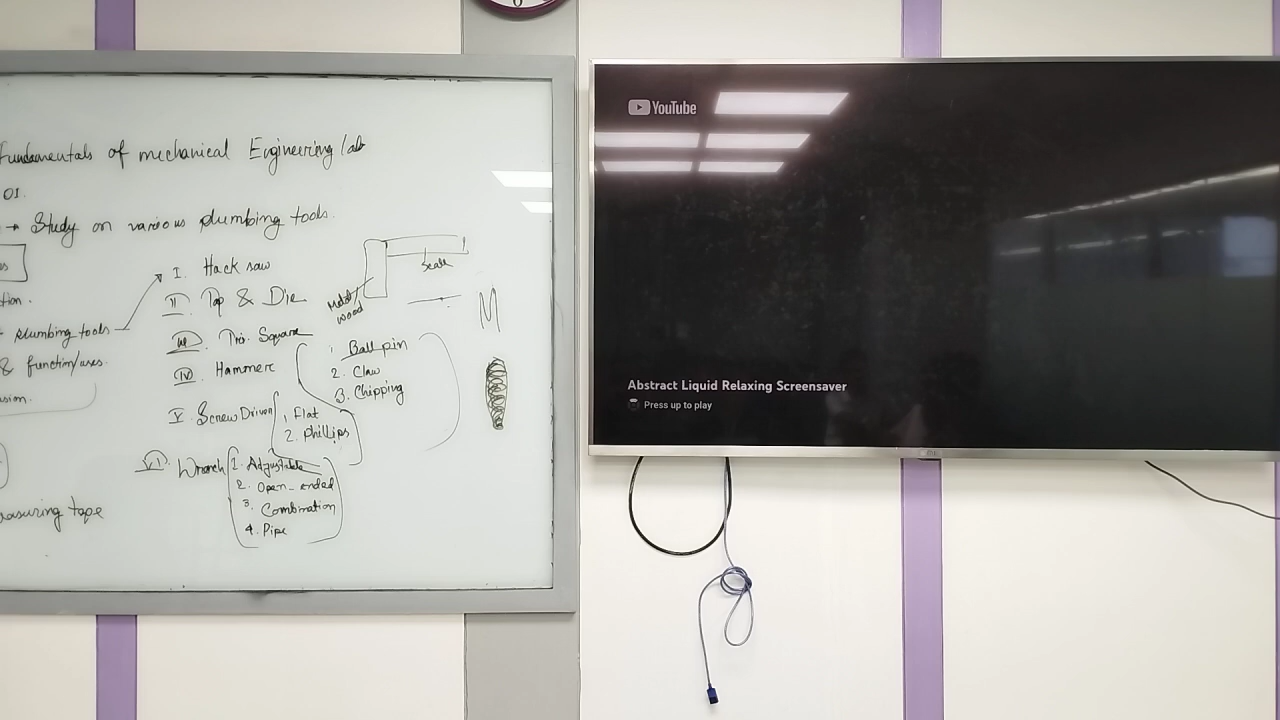 Fundamentals of mechanical Engineering lab
01.
→ Study on various plumbing tools.
I. Hack saw
II Tap & Die
III Tri. Square
IV Hammer
V. Screw Driver
VI Wrench
Scale
Metal/
wood
1. Ball pin
2. Claw
3. Chipping
1. Flat
2. Phillips
1. Adjustable
2. Open-ended
3. Combination
4. Pipe
plumbing tools
& function/uses.
tape
M
YouTube
Abstract Liquid Relaxing Screensaver
Press up to play